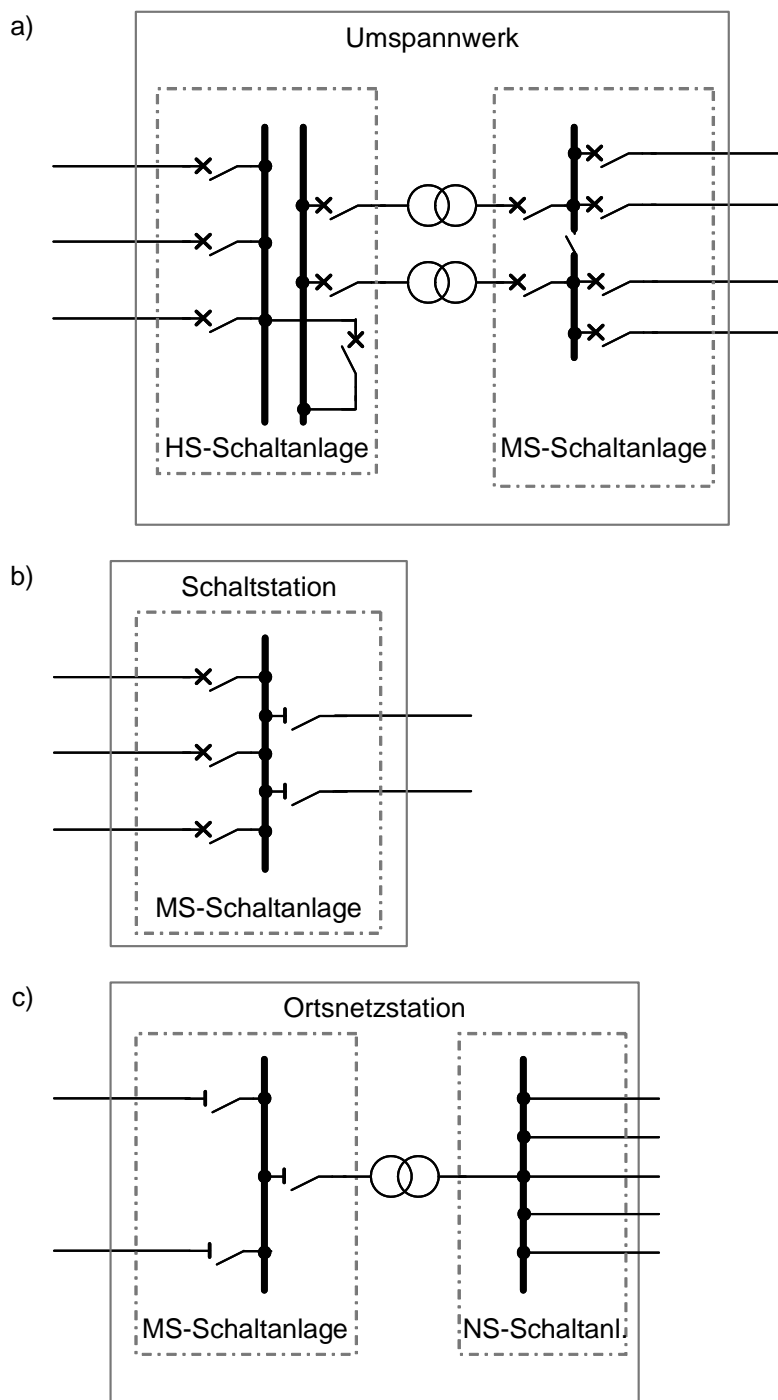 a)
Umspannwerk
HS-Schaltanlage
MS-Schaltanlage
b)
Schaltstation
MS-Schaltanlage
c)
Ortsnetzstation
MS-Schaltanlage
NS-Schaltanl.